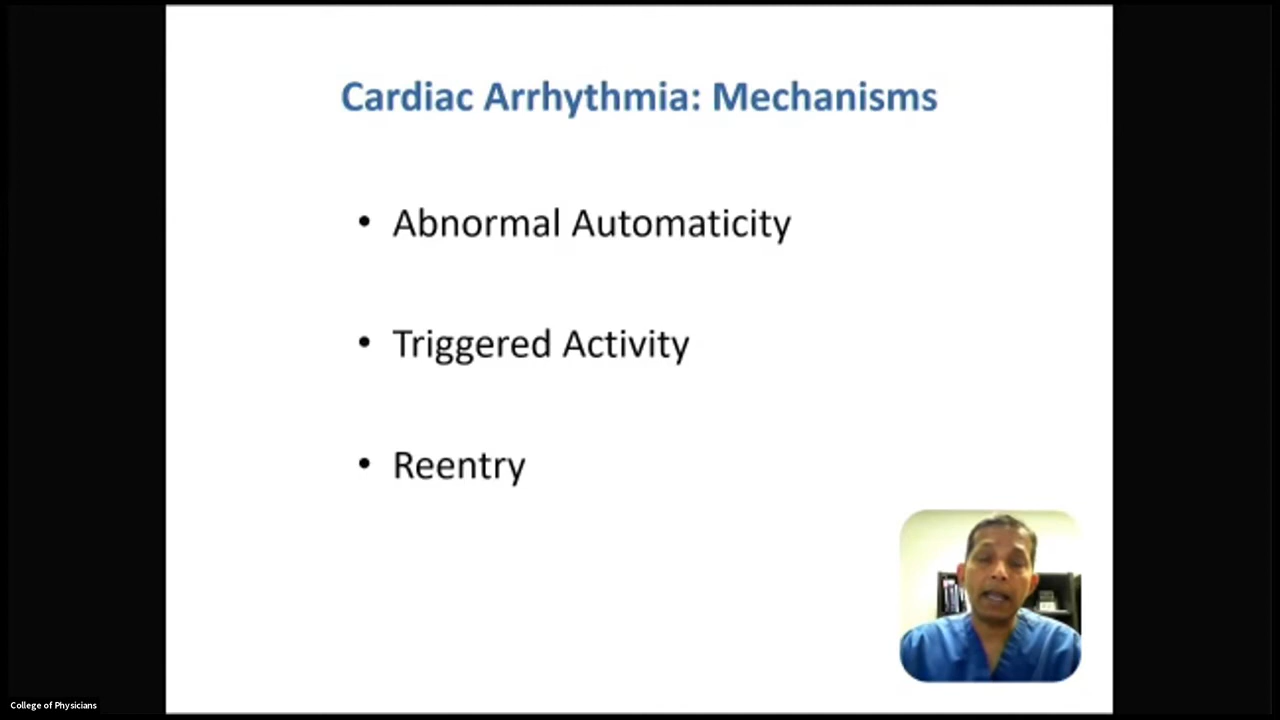 Cardiac Arrhythmia: Mechanisms
• Abnormal Automaticity
• Triggered Activity
• Reentry
College of Physicians